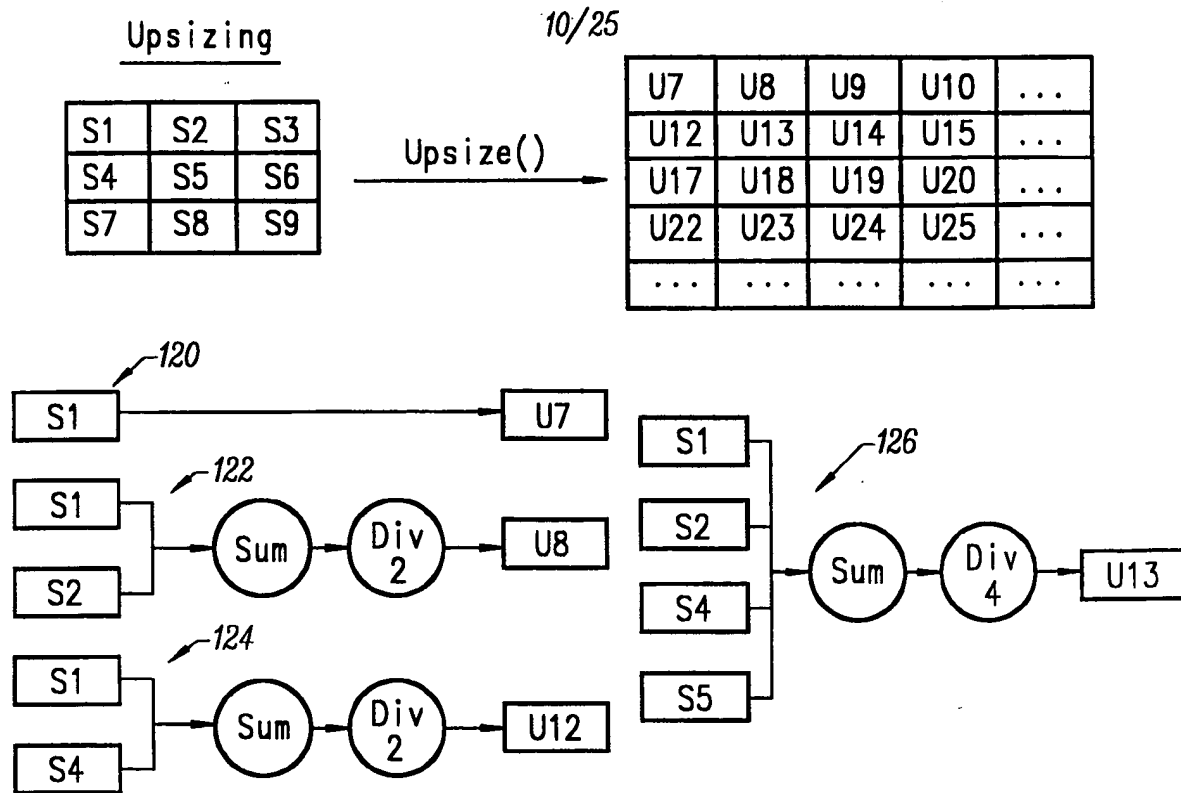 10/25
Upsizing
S1 S2 S3
S4 S5 S6
S7 S8 S9
Upsize()
U7 U8 U9 U10 ...
U12 U13 U14 U15 ...
U17 U18 U19 U20 ...
U22 U23 U24 U25 ...
... ... ... ... ...
120
S1 U7
122
S1
S2
Sum Div 2 U8
124
S1
S4
Sum Div 2 U12
126
S1
S2
S4
S5
Sum Div 4 U13